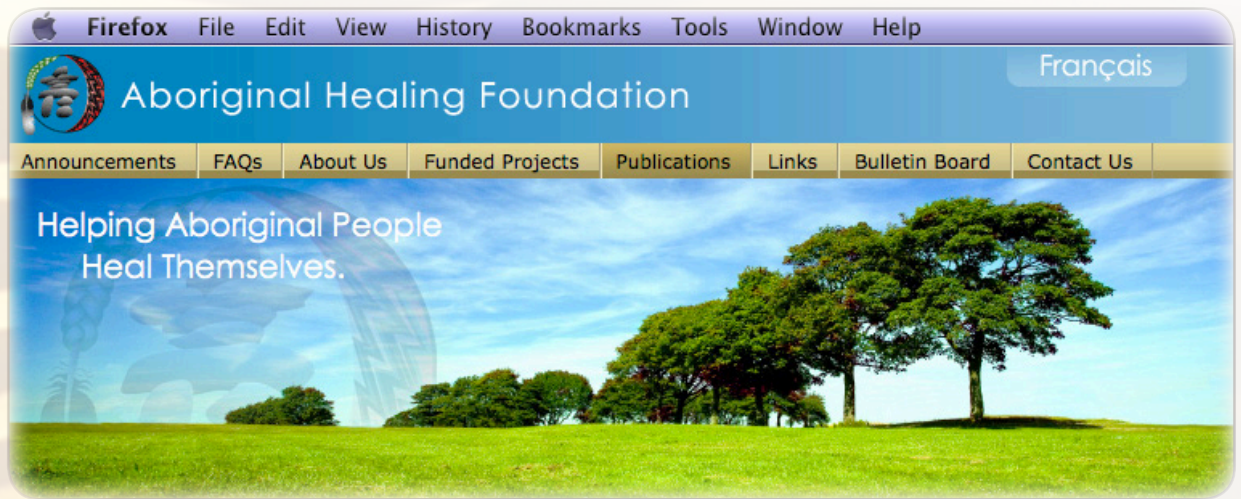 Firefox File Edit View History Bookmarks Tools Window Help
Français
Aboriginal Healing Foundation
Announcements FAQs About Us Funded Projects Publications Links Bulletin Board Contact Us
Helping Aboriginal People
Heal Themselves.